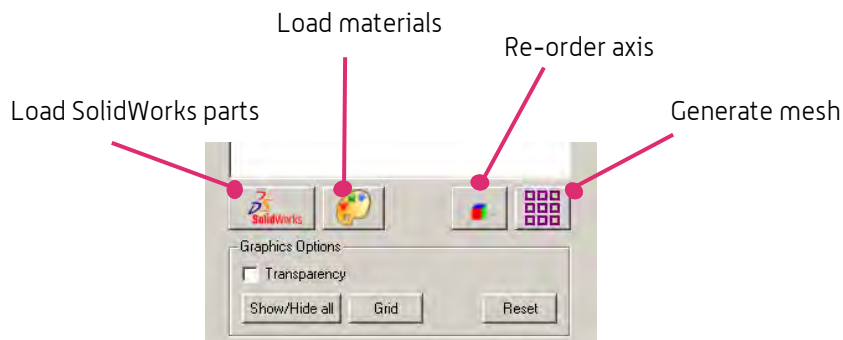 Load materials
Re-order axis
Load SolidWorks parts
Generate mesh
SolidWorks
Graphics Options
Transparency
Show/Hide all
Grid
Reset